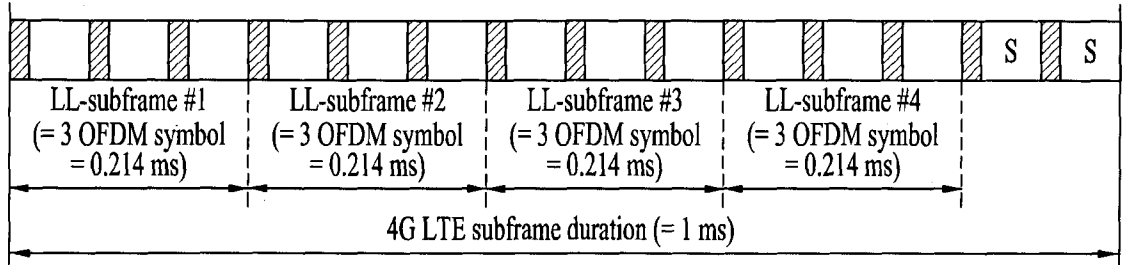 S S
LL-subframe #1 LL-subframe #2 LL-subframe #3 LL-subframe #4
(= 3 OFDM symbol (= 3 OFDM symbol (= 3 OFDM symbol (= 3 OFDM symbol
= 0.214 ms) = 0.214 ms) = 0.214 ms) = 0.214 ms)
4G LTE subframe duration (= 1 ms)